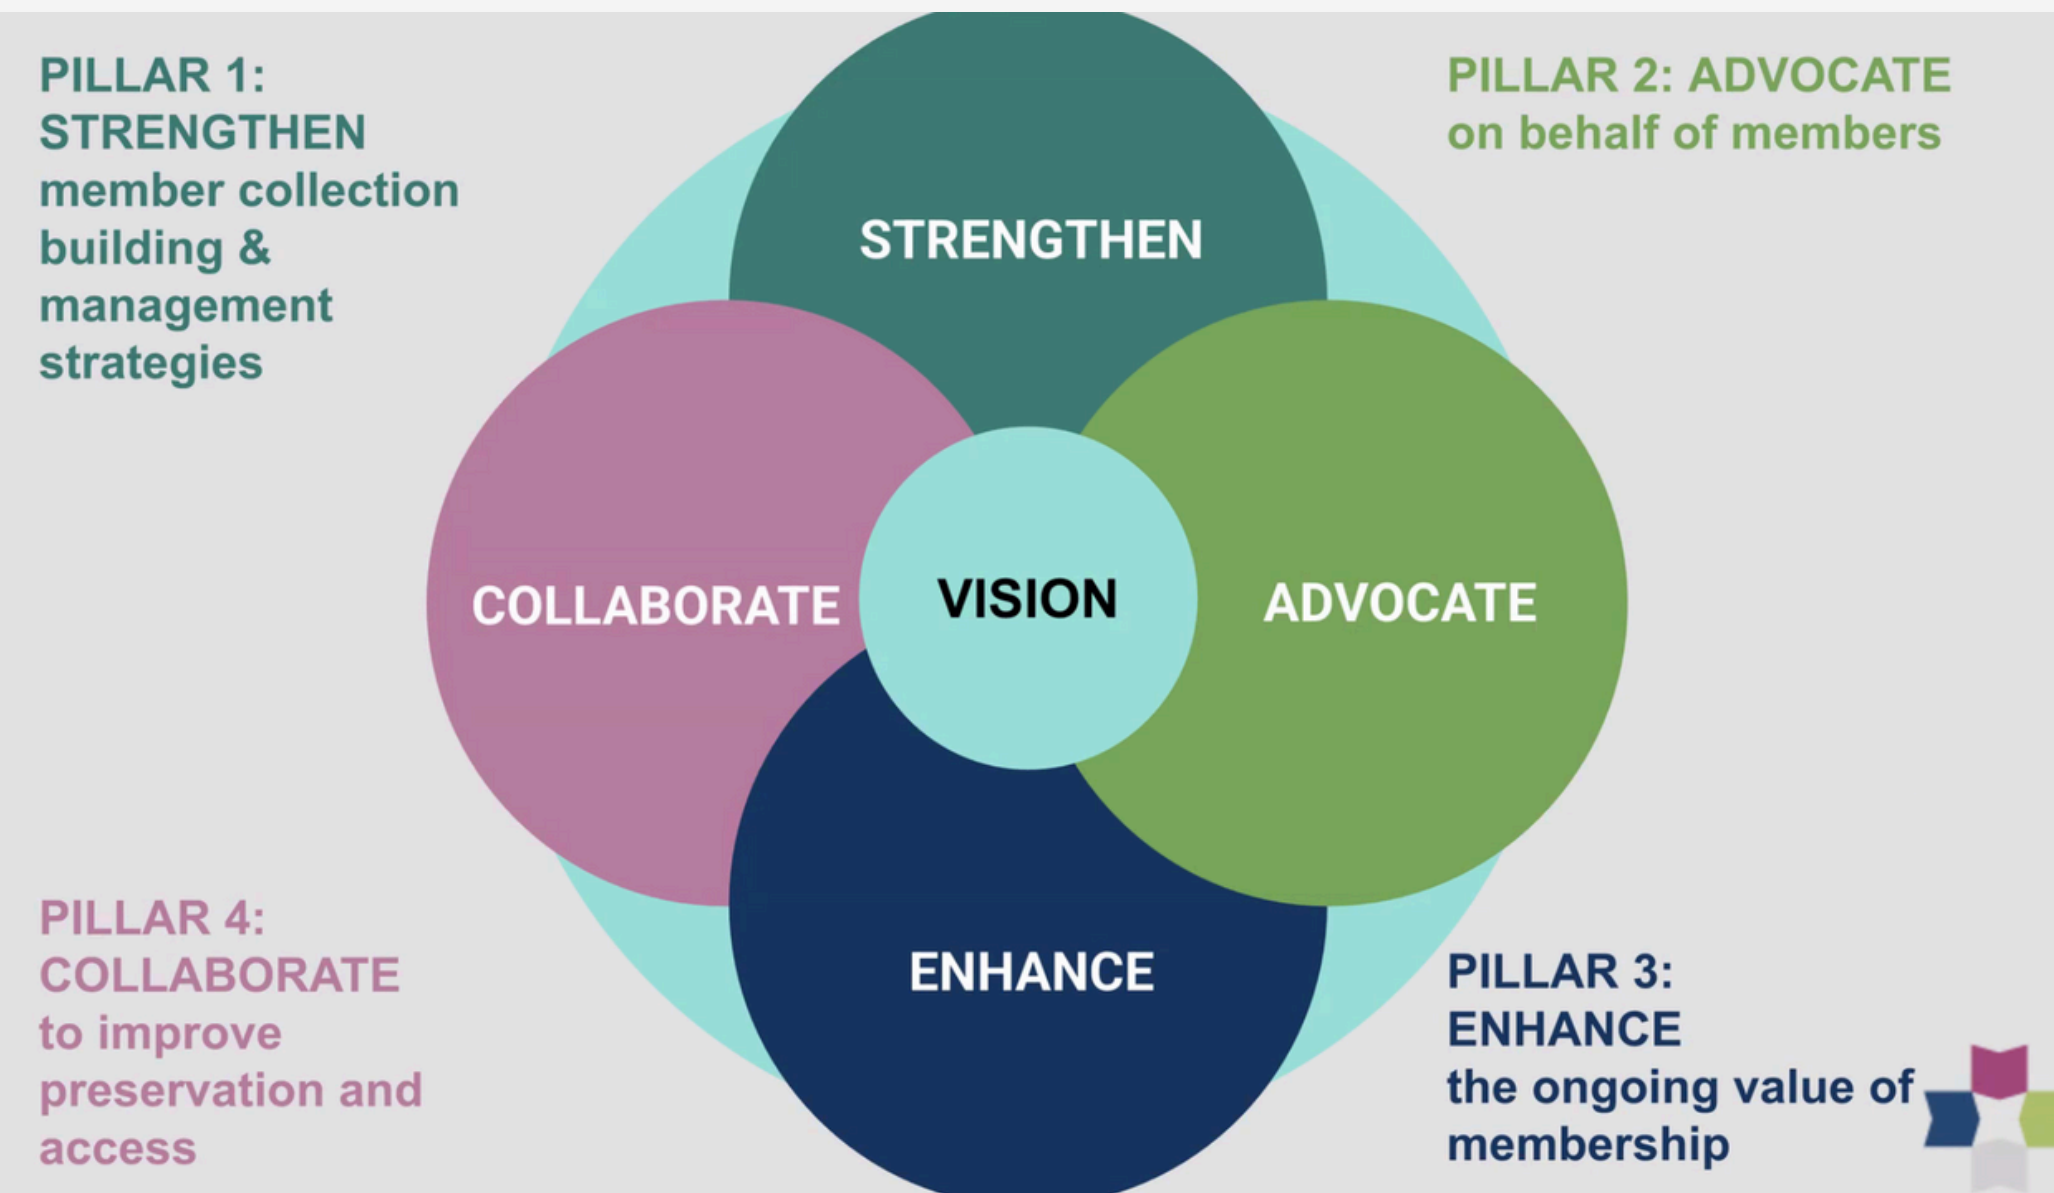 PILLAR 1:
STRENGTHEN
member collection
building &
management
strategies
PILLAR 2: ADVOCATE
on behalf of members
STRENGTHEN
COLLABORATE
VISION
ADVOCATE
ENHANCE
PILLAR 4:
COLLABORATE
to improve
preservation and
access
PILLAR 3:
ENHANCE
the ongoing value of
membership